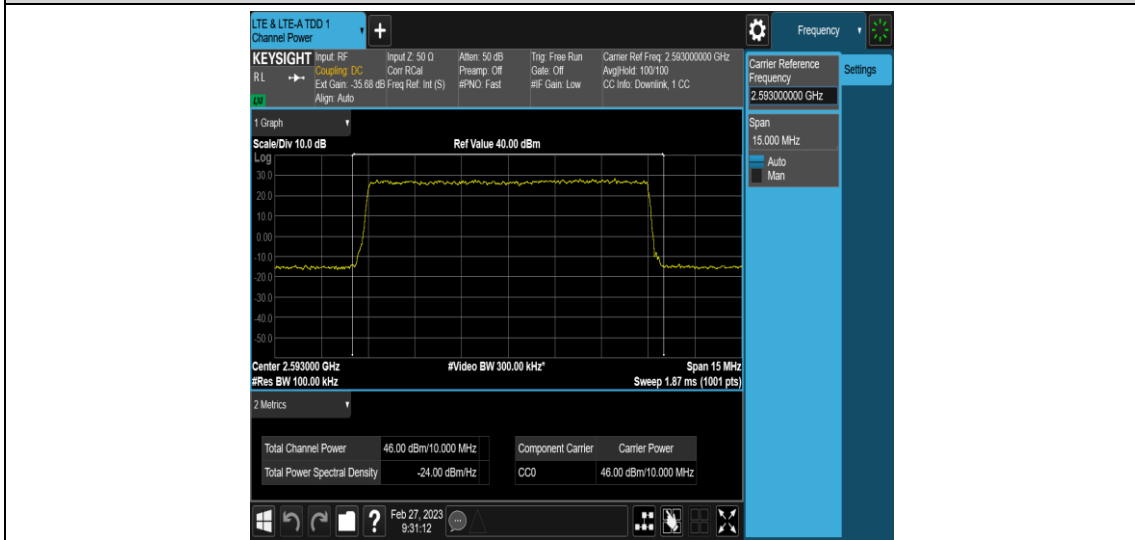 LTE & LTE-A TDD 1
Channel Power
+
Frequency
KEYSIGHT
RL
LXI
Input: RF
Coupling: DC
Ext Gain: -35.68 dB
Align: Auto
Input Z: 50 Ω
Corr RCal
Freq Ref: Int (S)
Atten: 50 dB
Preamp: Off
#PNO: Fast
Trig: Free Run
Gate: Off
#IF Gain: Low
Carrier Ref Freq: 2.593000000 GHz
Avg|Hold: 100/100
CC Info: Downlink, 1 CC
Carrier Reference
Frequency
2.593000000 GHz
Settings
Span
15.000 MHz
Auto
Man
1 Graph
Scale/Div 10.0 dB
Ref Value 40.00 dBm
Log
30.0
20.0
10.0
0.00
-10.0
-20.0
-30.0
-40.0
-50.0
Center 2.593000 GHz
#Video BW 300.00 kHz*
Span 15 MHz
#Res BW 100.00 kHz
Sweep 1.87 ms (1001 pts)
2 Metrics
Total Channel Power 46.00 dBm/10.000 MHz
Total Power Spectral Density -24.00 dBm/Hz
Component Carrier Carrier Power
CC0 46.00 dBm/10.000 MHz
?
Feb 27, 2023
9:31:12